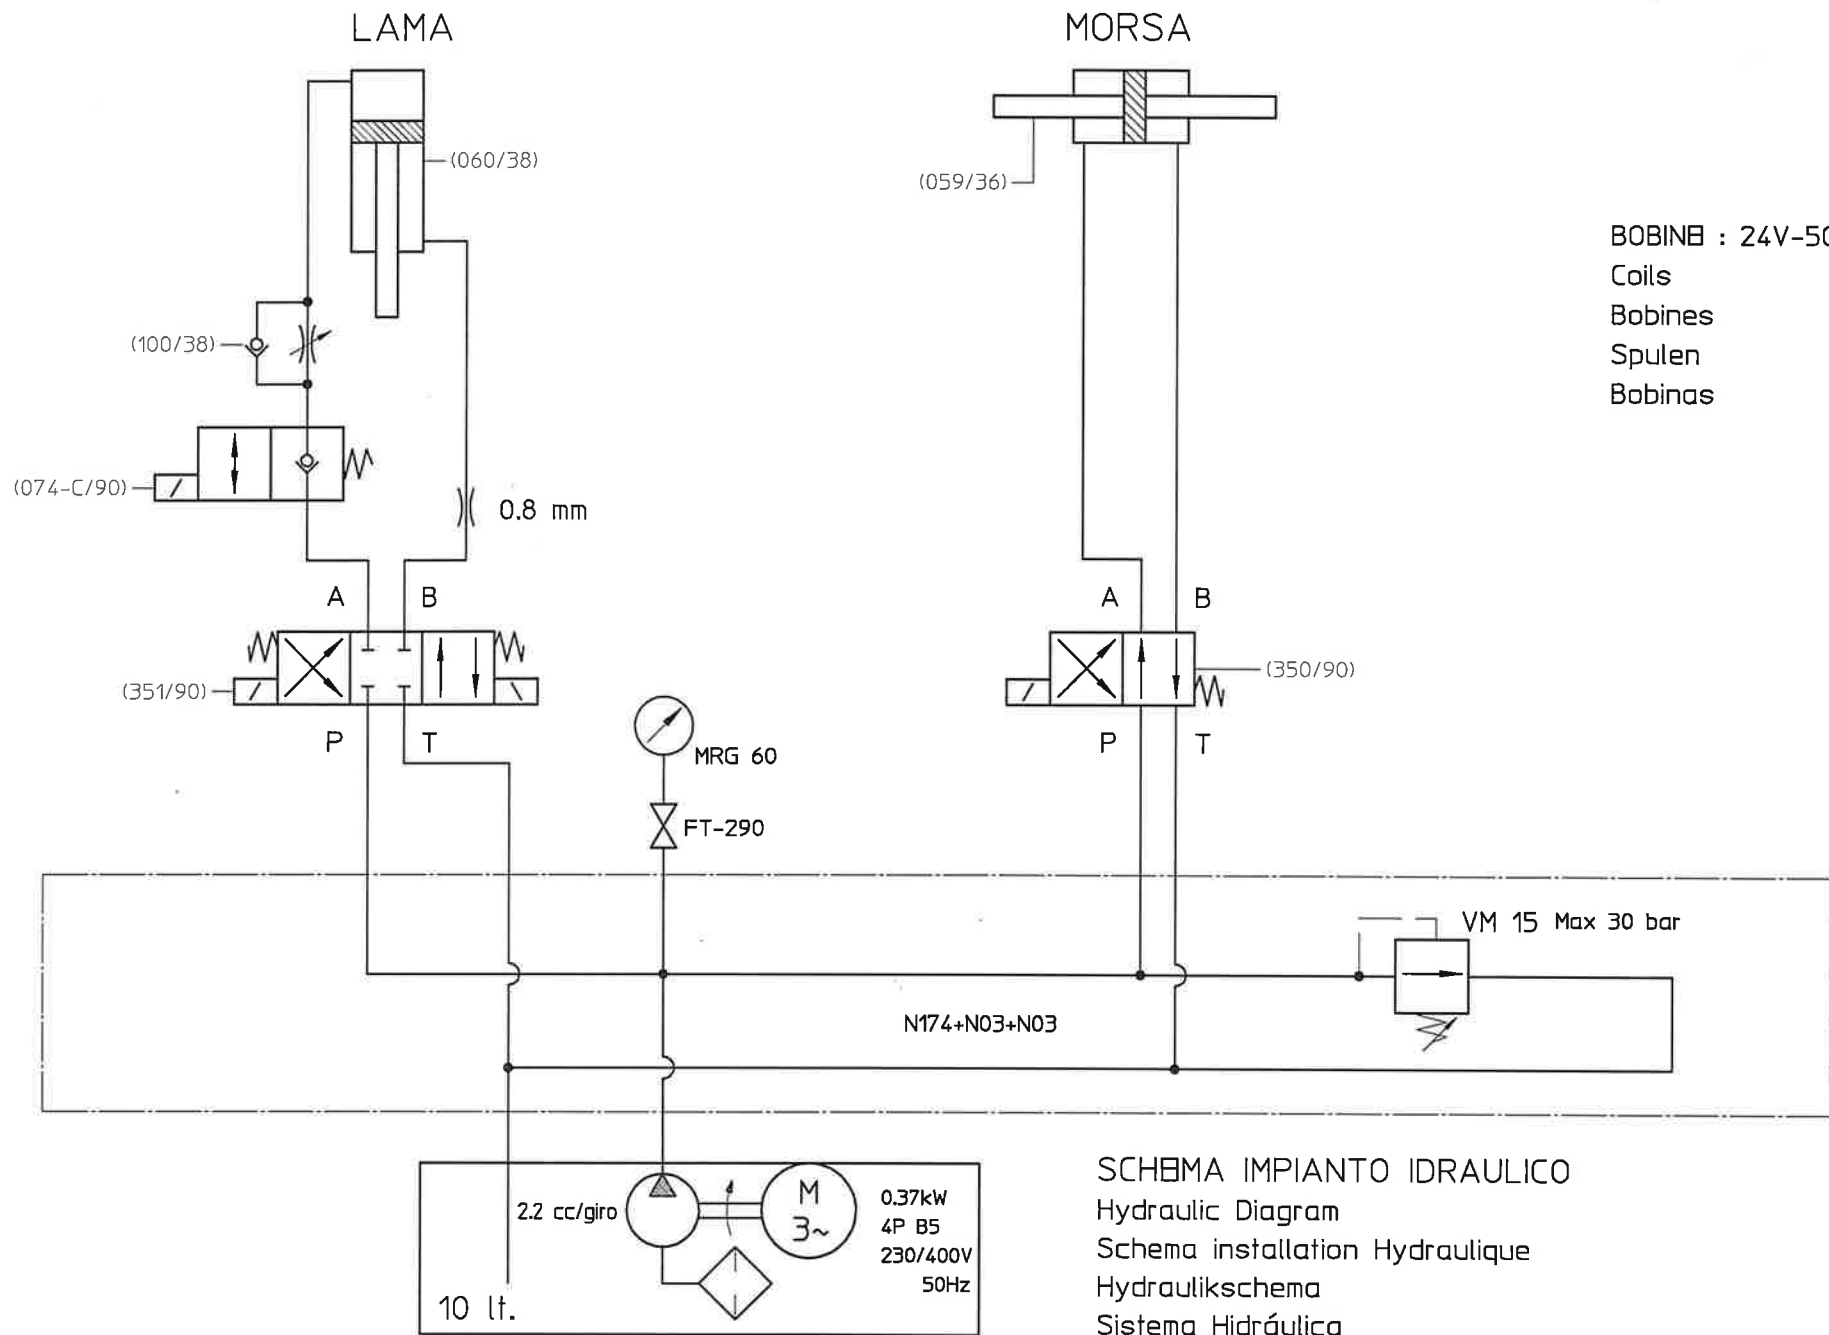 LAMA
MORSA
(060/38)
(059/36)
BOBINE : 24V-50
Coils
Bobines
Spulen
Bobinas
(100/38)
(074-C/90)
0.8 mm
A B
A B
(351/90)
(350/90)
P T
P T
MRG 60
FT-290
VM 15 Max 30 bar
N174+N03+N03
2.2 cc/giro
M
3~
0.37kW
4P B5
230/400V
50Hz
10 lt.
SCHEMA IMPIANTO IDRAULICO
Hydraulic Diagram
Schema installation Hydraulique
Hydraulikschema
Sistema Hidráulica